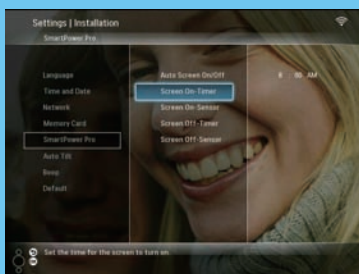 Settings | Installation
SmartPower Pro
Language
Time and Date
Network
Memory Card
SmartPower Pro
Auto Tilt
Beep
Default
Auto Screen On/Off
Screen On-Timer
Screen On-Sensor
Screen Off-Timer
Screen Off-Sensor
8 : 00 AM
Set the time for the screen to turn on